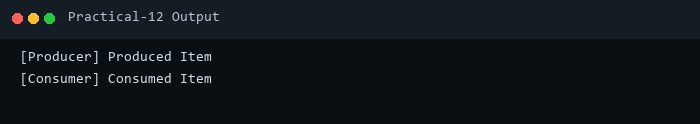 Practical-12 Output
[Producer] Produced Item
[Consumer] Consumed Item